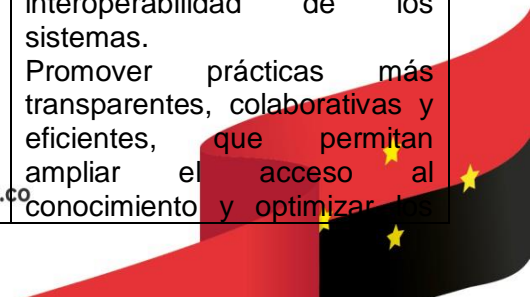 interoperabilidad de los
sistemas.
Promover prácticas más
transparentes, colaborativas y
eficientes, que permitan
ampliar el acceso al
.co
conocimiento y optimizar los